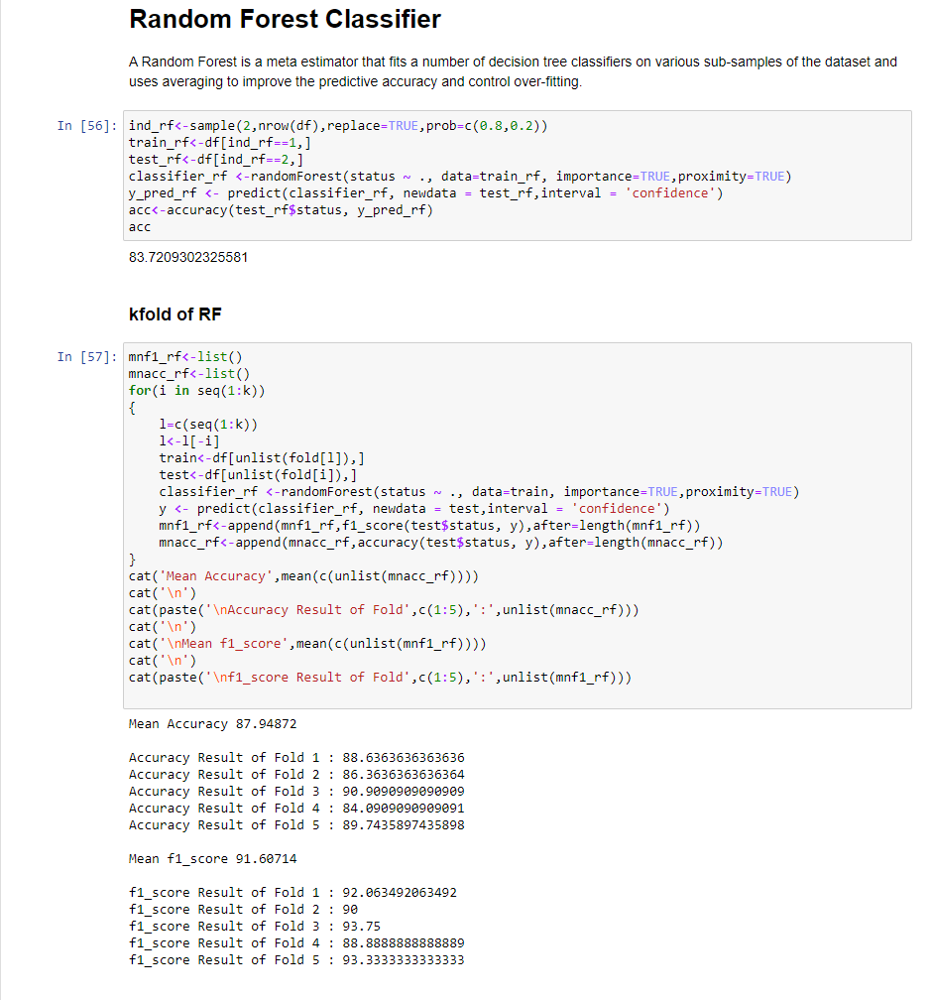 Random Forest Classifier
A Random Forest is a meta estimator that fits a number of decision tree classifiers on various sub-samples of the dataset and
uses averaging to improve the predictive accuracy and control over-fitting.
In [56]: ind_rf<-sample(2,nrow(df),replace=TRUE,prob=c(0.8,0.2))
train_rf<-df[ind_rf==1,]
test_rf<-df[ind_rf==2,]
classifier_rf <-randomForest(status ~ ., data=train_rf, importance=TRUE,proximity=TRUE)
y_pred_rf <- predict(classifier_rf, newdata = test_rf,interval = 'confidence')
acc<-accuracy(test_rf$status, y_pred_rf)
acc
83.7209302325581
kfold of RF
In [57]: mnf1_rf<-list()
mnacc_rf<-list()
for(i in seq(1:k))
{
    l=c(seq(1:k))
    l<-l[-i]
    train<-df[unlist(fold[l]),]
    test<-df[unlist(fold[i]),]
    classifier_rf <-randomForest(status ~ ., data=train, importance=TRUE,proximity=TRUE)
    y <- predict(classifier_rf, newdata = test,interval = 'confidence')
    mnf1_rf<-append(mnf1_rf,f1_score(test$status, y),after=length(mnf1_rf))
    mnacc_rf<-append(mnacc_rf,accuracy(test$status, y),after=length(mnacc_rf))
}
cat('Mean Accuracy',mean(c(unlist(mnacc_rf))))
cat('\n')
cat(paste('\nAccuracy Result of Fold',c(1:5),':',unlist(mnacc_rf)))
cat('\n')
cat('\nMean f1_score',mean(c(unlist(mnf1_rf))))
cat('\n')
cat(paste('\nf1_score Result of Fold',c(1:5),':',unlist(mnf1_rf)))
Mean Accuracy 87.94872
Accuracy Result of Fold 1 : 88.6363636363636
Accuracy Result of Fold 2 : 86.3636363636364
Accuracy Result of Fold 3 : 90.9090909090909
Accuracy Result of Fold 4 : 84.0909090909091
Accuracy Result of Fold 5 : 89.7435897435898
Mean f1_score 91.60714
f1_score Result of Fold 1 : 92.063492063492
f1_score Result of Fold 2 : 90
f1_score Result of Fold 3 : 93.75
f1_score Result of Fold 4 : 88.8888888888889
f1_score Result of Fold 5 : 93.3333333333333